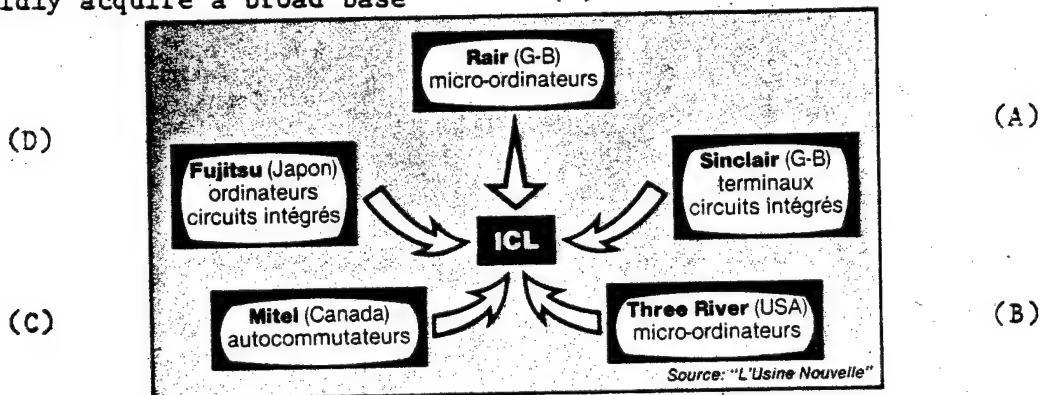 acquire a broad base
Rair (G-B)
micro-ordinateurs
(A)
(D)
Fujitsu (Japon)
ordinateurs
circuits intégrés
Sinclair (G-B)
terminaux
circuits intégrés
ICL
(C)
Mitel (Canada)
autocommutateurs
Three River (USA)
micro-ordinateurs
(B)
Source: "L'Usine Nouvelle"